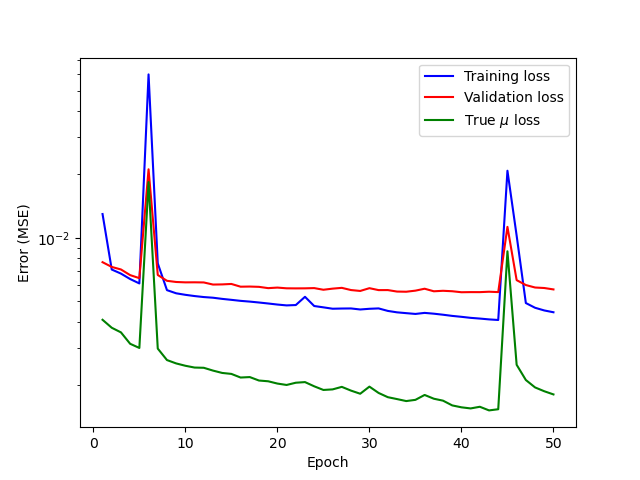 Training loss
Validation loss
True μ loss
10⁻²
Error (MSE)
0 10 20 30 40 50
Epoch